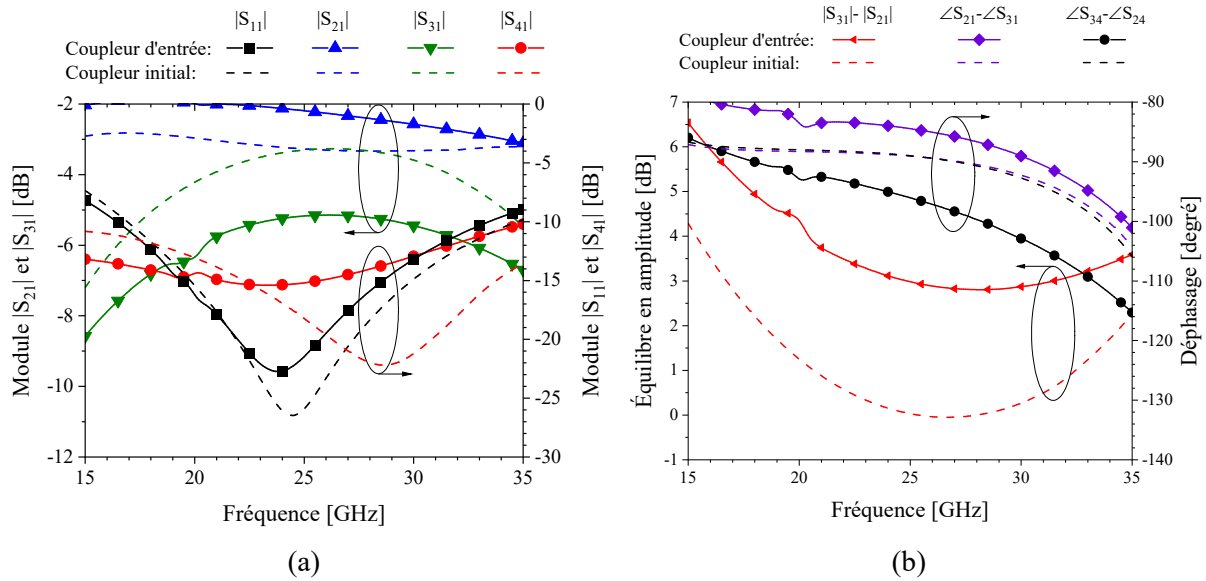 |S11| |S21| |S31| |S41|
Coupleur d'entrée:
Coupleur initial:
-2
-4
-6
-8
-10
-12
Module |S21| et |S31| [dB]
0
-5
-10
-15
-20
-25
-30
Module |S11| et |S41| [dB]
15 20 25 30 35
Fréquence [GHz]
(a)
|S31|- |S21| ∠S21-∠S31 ∠S34-∠S24
Coupleur d'entrée:
Coupleur initial:
7
6
5
4
3
2
1
0
-1
Équilibre en amplitude [dB]
-80
-90
-100
-110
-120
-130
-140
Déphasage [degré]
15 20 25 30 35
Fréquence [GHz]
(b)